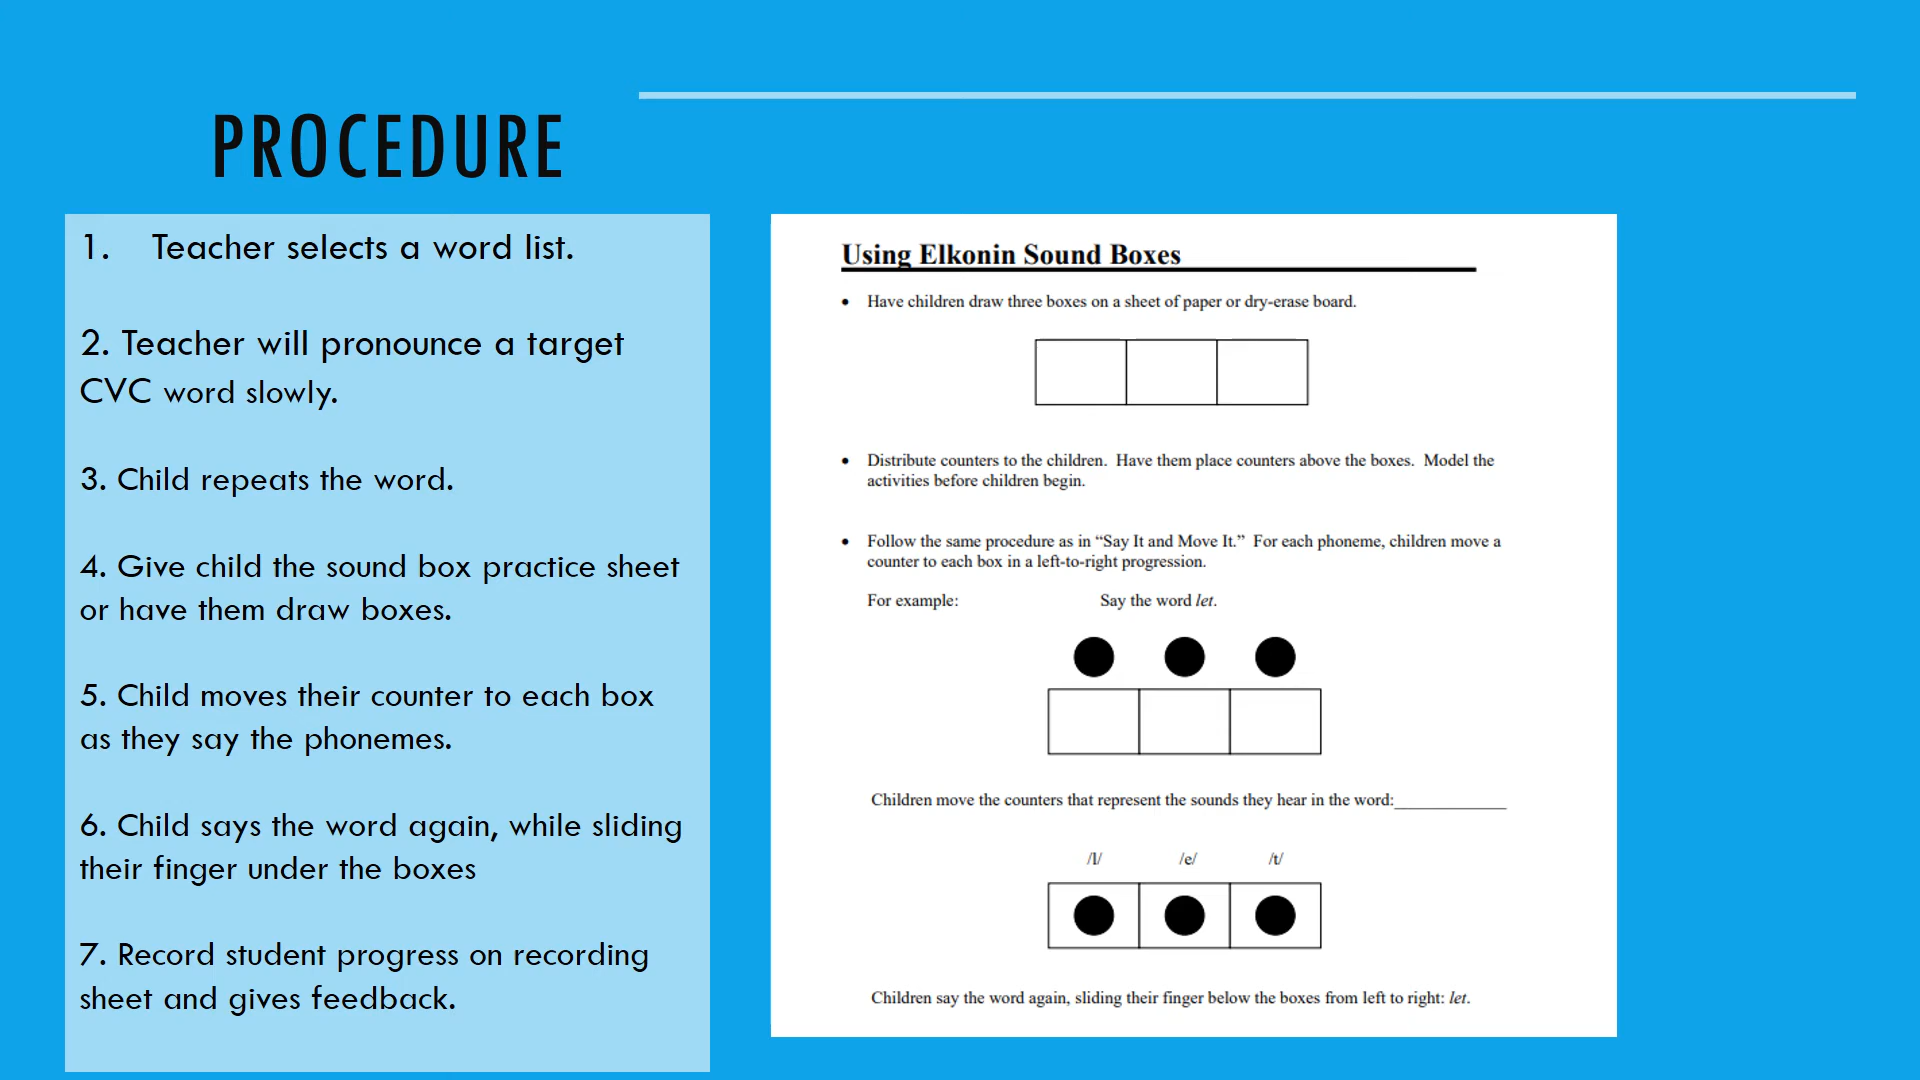 PROCEDURE
1. Teacher selects a word list.
2. Teacher will pronounce a target
CVC word slowly.
3. Child repeats the word.
4. Give child the sound box practice sheet
or have them draw boxes.
5. Child moves their counter to each box
as they say the phonemes.
6. Child says the word again, while sliding
their finger under the boxes
7. Record student progress on recording
sheet and gives feedback.
Using Elkonin Sound Boxes
• Have children draw three boxes on a sheet of paper or dry-erase board.
• Distribute counters to the children. Have them place counters above the boxes. Model the
activities before children begin.
• Follow the same procedure as in “Say It and Move It.” For each phoneme, children move a
counter to each box in a left-to-right progression.
For example: Say the word let.
Children move the counters that represent the sounds they hear in the word:_____________
/l/ /e/ /t/
Children say the word again, sliding their finger below the boxes from left to right: let.